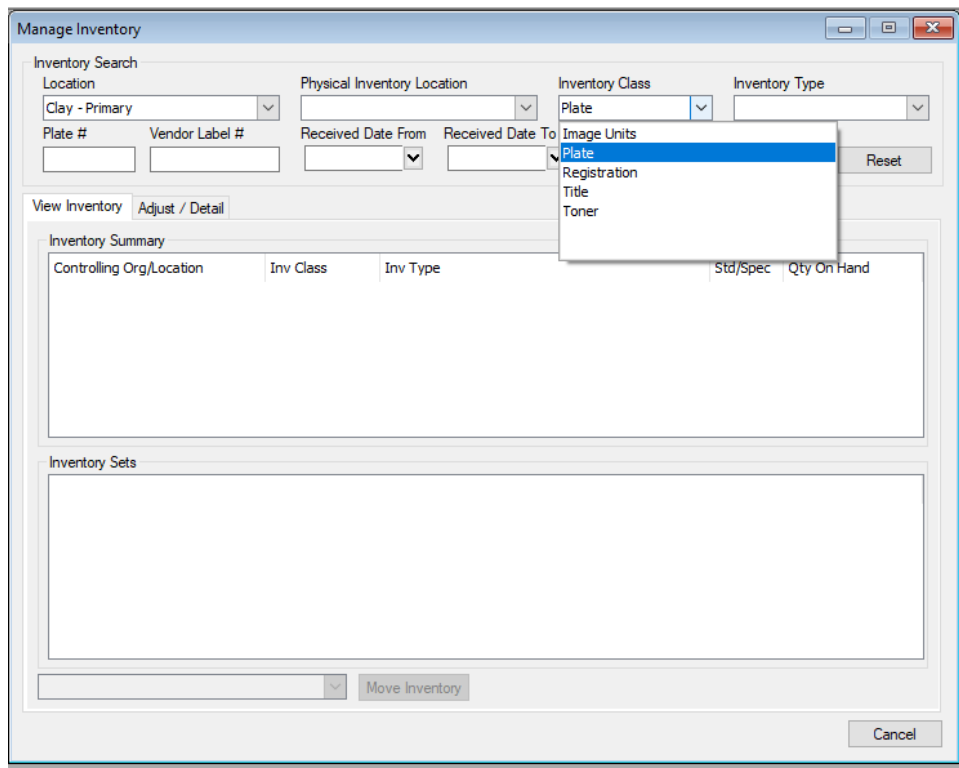 Manage Inventory
Inventory Search
Location
Physical Inventory Location
Inventory Class
Inventory Type
Clay - Primary
Plate
Plate #
Vendor Label #
Received Date From
Received Date To
Image Units
Plate
Registration
Title
Toner
Reset
View Inventory
Adjust / Detail
Inventory Summary
Controlling Org/Location
Inv Class
Inv Type
Std/Spec
Qty On Hand
Inventory Sets
Move Inventory
Cancel